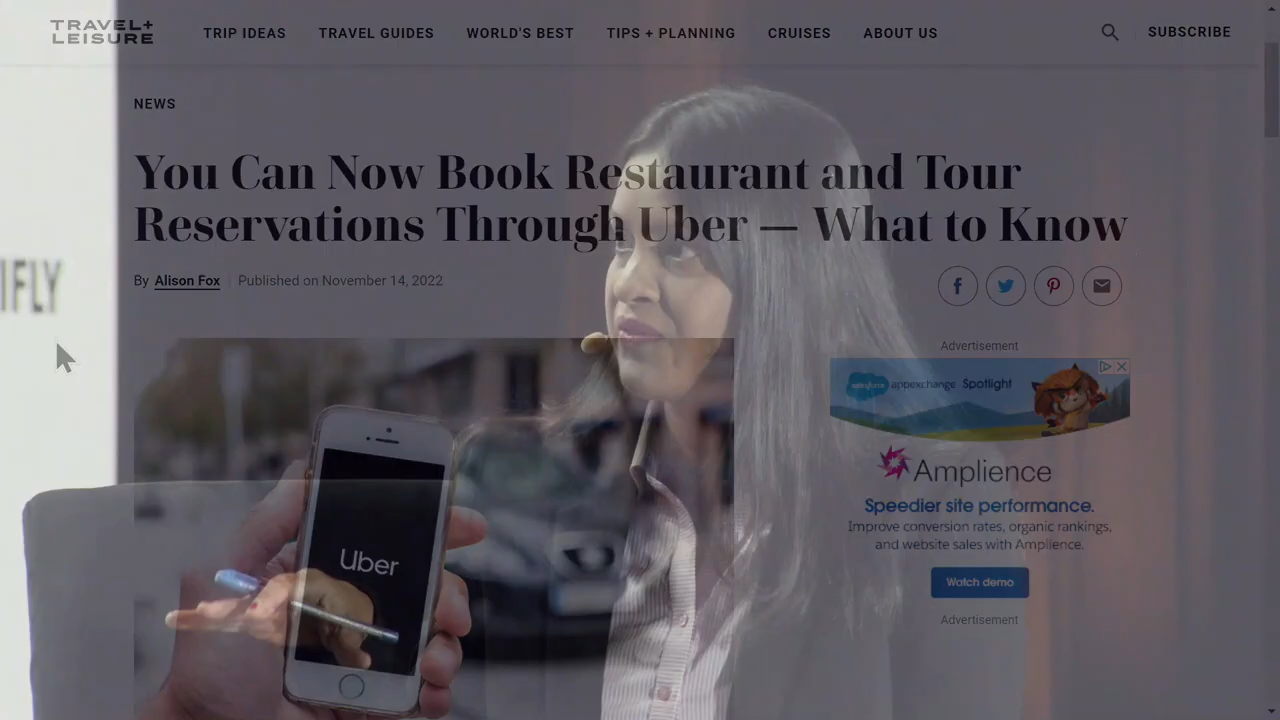 TRAVEL+
LEISURE
TRIP IDEAS
TRAVEL GUIDES
WORLD'S BEST
TIPS + PLANNING
CRUISES
ABOUT US
SUBSCRIBE
NEWS
You Can Now Book Restaurant and Tour
Reservations Through Uber — What to Know
By Alison Fox
Published on November 14, 2022
IFLY
Advertisement
salesforce appexchange Spotlight
Amplience
Speedier site performance.
Improve conversion rates, organic rankings,
and website sales with Amplience.
Watch demo
Advertisement
Uber